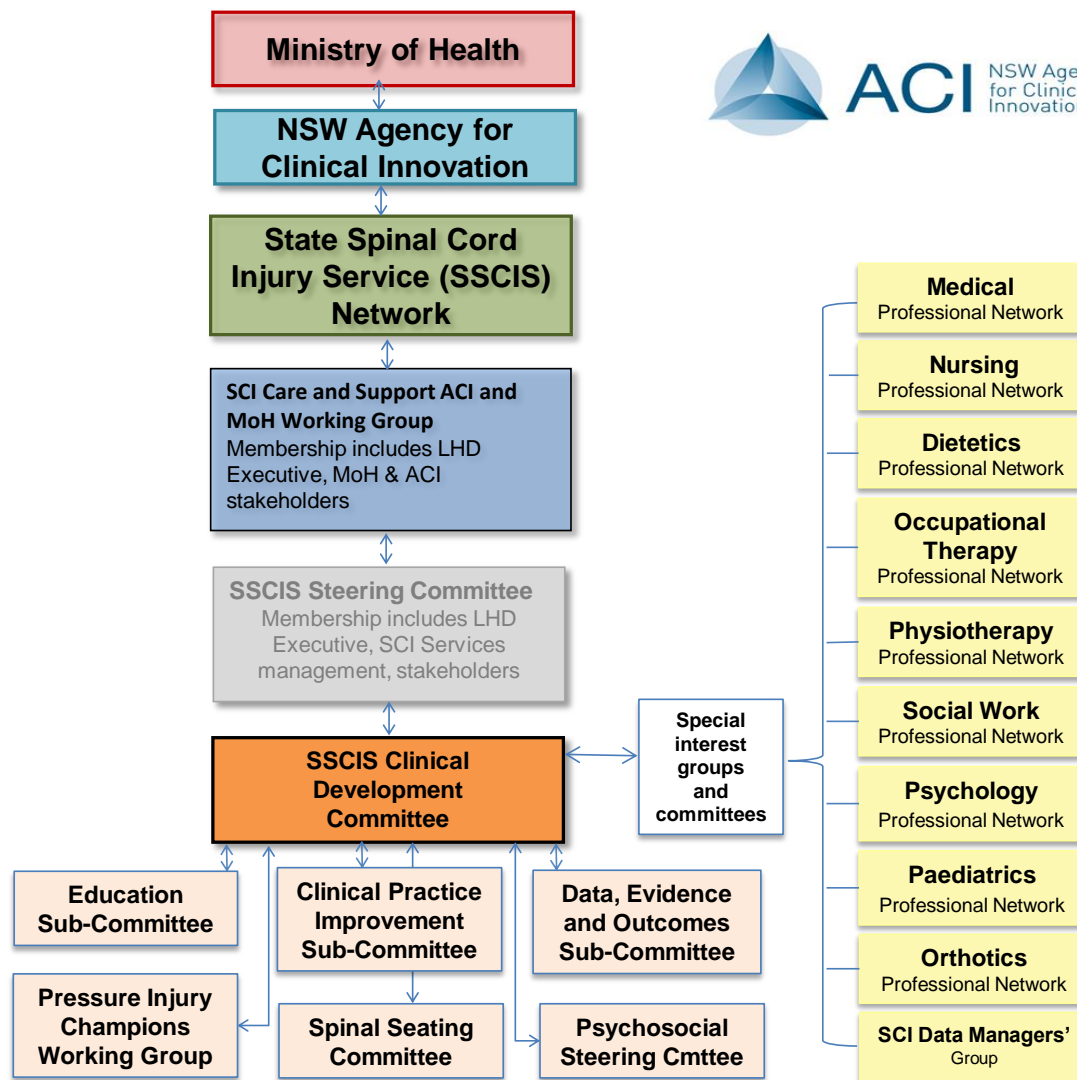 Ministry of Health
ACI
NSW Age
for Clinic
Innovation
NSW Agency for
Clinical Innovation
State Spinal Cord
Injury Service (SSCIS)
Network
SCI Care and Support ACI and
MoH Working Group
Membership includes LHD
Executive, MoH & ACI
stakeholders
SSCIS Steering Committee
Membership includes LHD
Executive, SCI Services
management, stakeholders
SSCIS Clinical
Development
Committee
Special
interest
groups
and
committees
Education
Sub-Committee
Clinical Practice
Improvement
Sub-Committee
Data, Evidence
and Outcomes
Sub-Committee
Pressure Injury
Champions
Working Group
Spinal Seating
Committee
Psychosocial
Steering Cmttee
Medical
Professional Network
Nursing
Professional Network
Dietetics
Professional Network
Occupational
Therapy
Professional Network
Physiotherapy
Professional Network
Social Work
Professional Network
Psychology
Professional Network
Paediatrics
Professional Network
Orthotics
Professional Network
SCI Data Managers'
Group